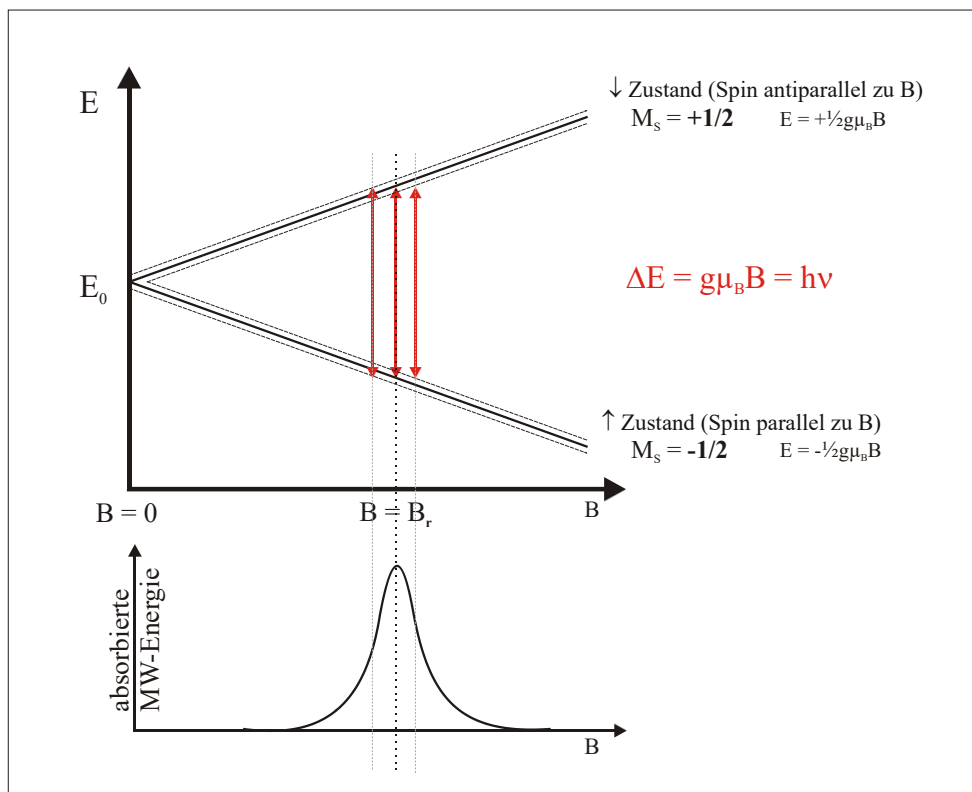 E
↓ Zustand (Spin antiparallel zu B)
M_S = +1/2 E = +½gμ_BB
E₀
ΔE = gμ_BB = hν
↑ Zustand (Spin parallel zu B)
M_S = -1/2 E = -½gμ_BB
B = 0
B = B_r
B
absorbierte
MW-Energie
B